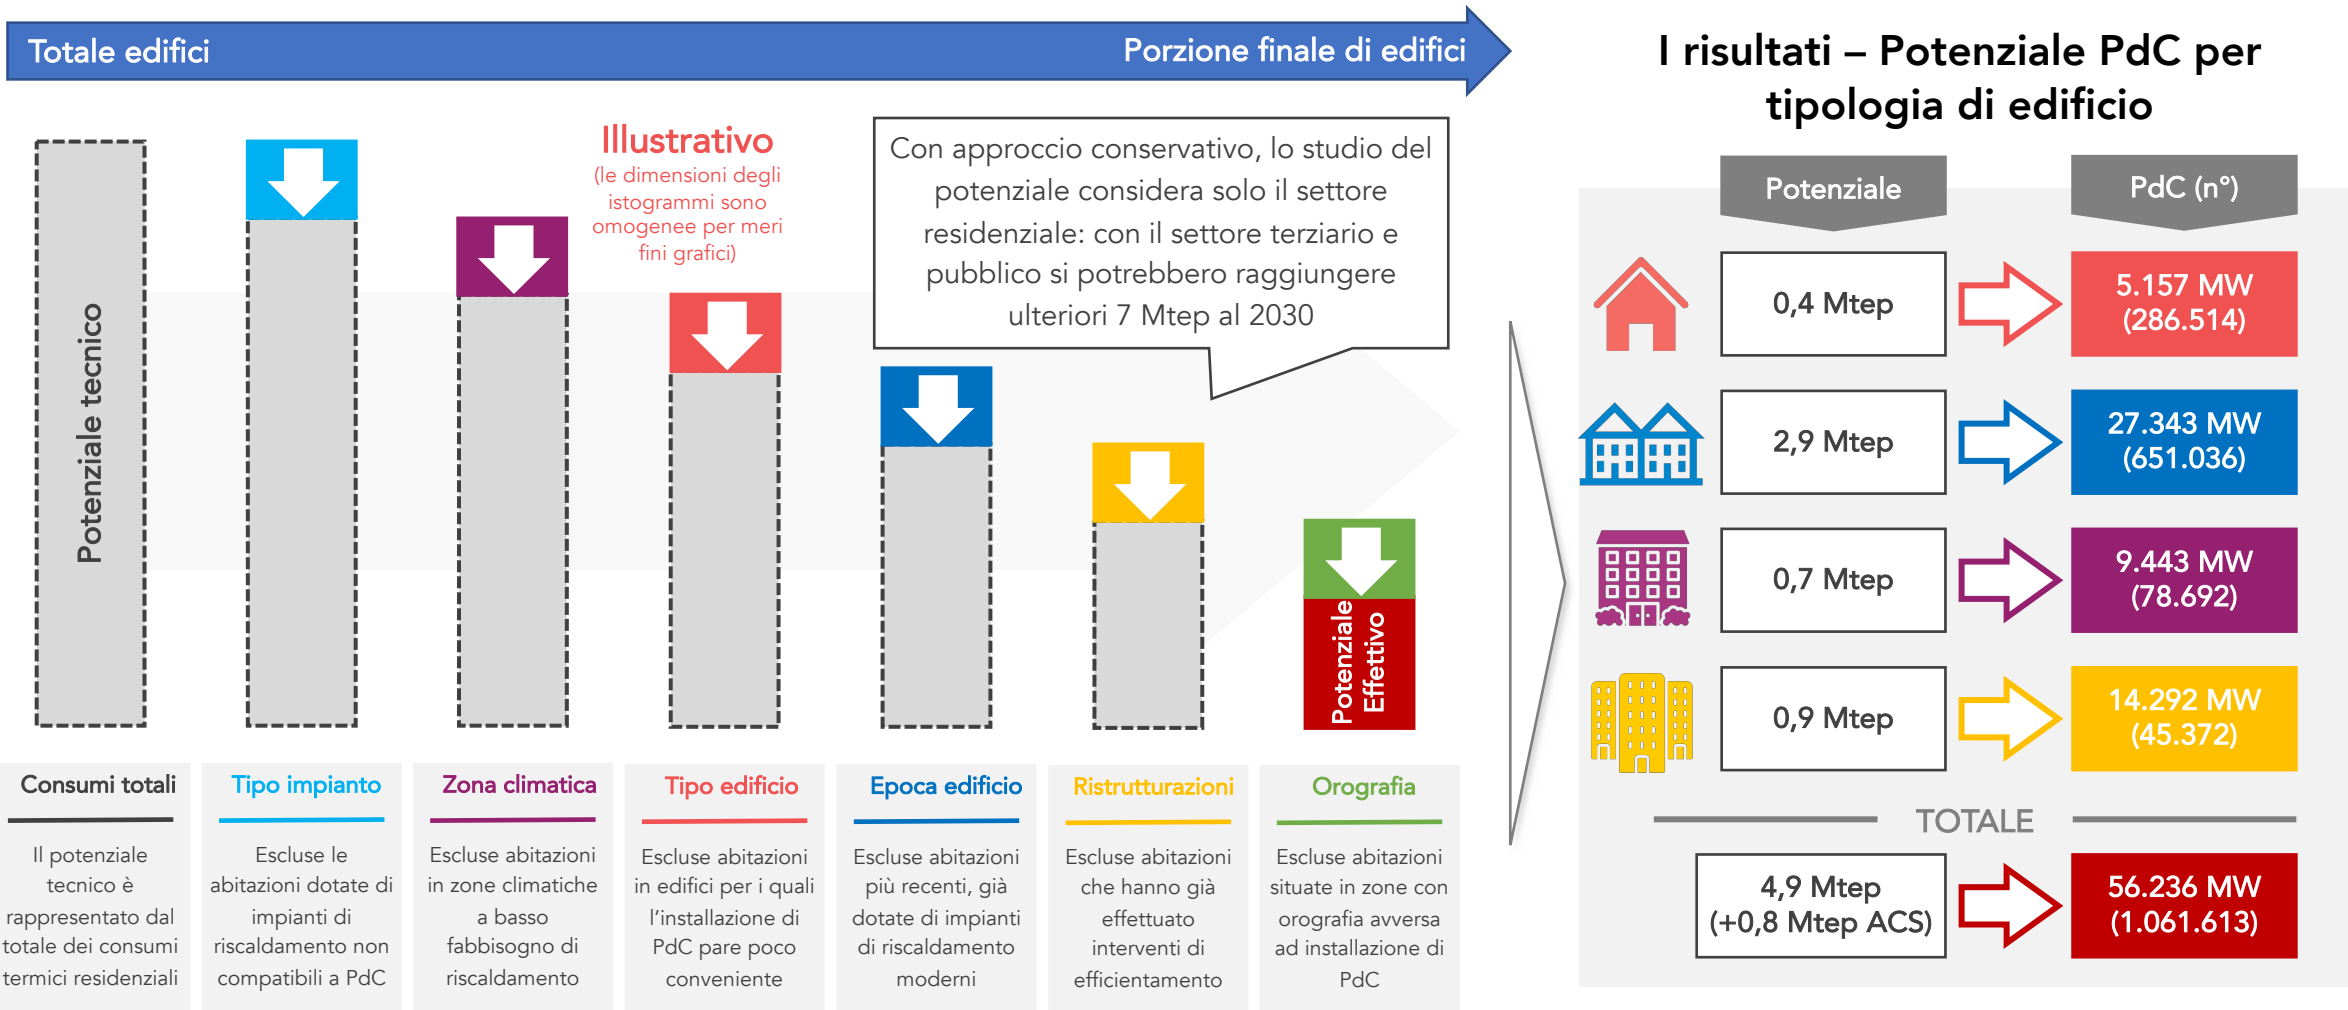 Totale edifici
Porzione finale di edifici
Illustrativo
(le dimensioni degli
istogrammi sono
omogenee per meri
fini grafici)
Con approccio conservativo, lo studio del
potenziale considera solo il settore
residenziale: con il settore terziario e
pubblico si potrebbero raggiungere
ulteriori 7 Mtep al 2030
Potenziale tecnico
Potenziale
Effettivo
Consumi totali
Il potenziale
tecnico è
rappresentato dal
totale dei consumi
termici residenziali
Tipo impianto
Escluse le
abitazioni dotate di
impianti di
riscaldamento non
compatibili a PdC
Zona climatica
Escluse abitazioni
in zone climatiche
a basso
fabbisogno di
riscaldamento
Tipo edificio
Escluse abitazioni
in edifici per i quali
l'installazione di
PdC pare poco
conveniente
Epoca edificio
Escluse abitazioni
più recenti, già
dotate di impianti
di riscaldamento
moderni
Ristrutturazioni
Escluse abitazioni
che hanno già
effettuato
interventi di
efficientamento
Orografia
Escluse abitazioni
situate in zone con
orografia avversa
ad installazione di
PdC
I risultati – Potenziale PdC per
tipologia di edificio
Potenziale
PdC (n°)
0,4 Mtep
5.157 MW
(286.514)
2,9 Mtep
27.343 MW
(651.036)
0,7 Mtep
9.443 MW
(78.692)
0,9 Mtep
14.292 MW
(45.372)
TOTALE
4,9 Mtep
(+0,8 Mtep ACS)
56.236 MW
(1.061.613)